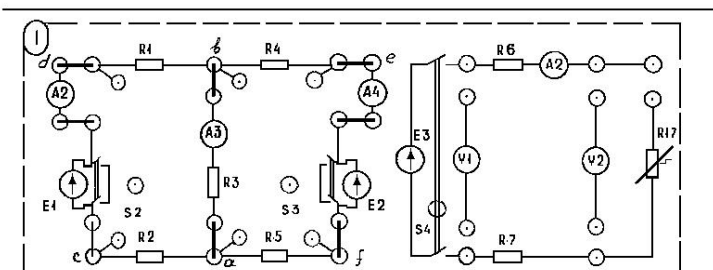 1
d R1 b R4 e R6 A2
A2 A3 A4 E3 V1 V2 R17
R3
E1 S2 S3 E2 S4
c R2 a R5 f R7